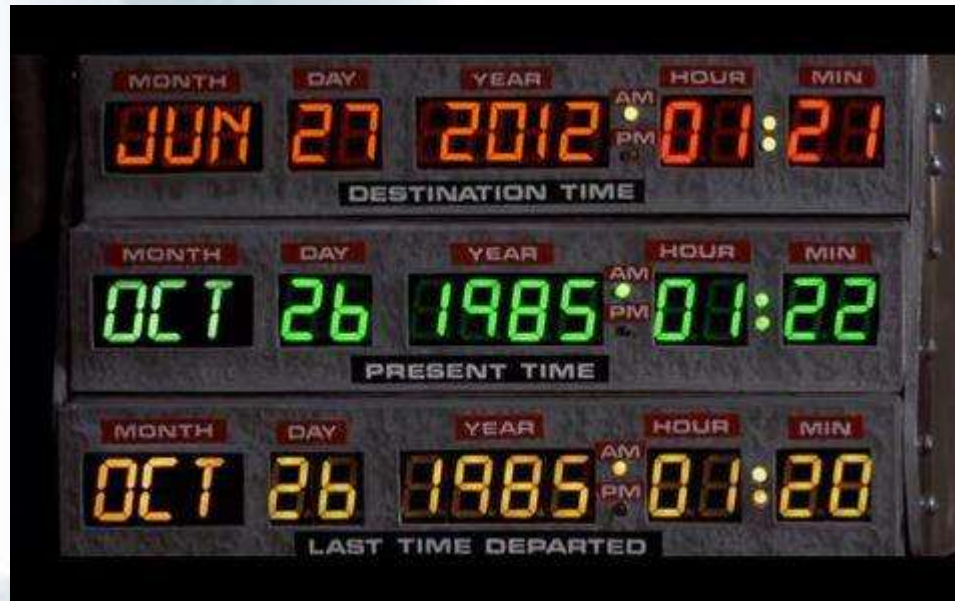 MONTH DAY YEAR HOUR MIN
AM
JUN 27 2012 01:21
PM
DESTINATION TIME
MONTH DAY YEAR HOUR MIN
AM
OCT 26 1985 01:22
PM
PRESENT TIME
MONTH DAY YEAR HOUR MIN
AM
OCT 26 1985 01:20
PM
LAST TIME DEPARTED